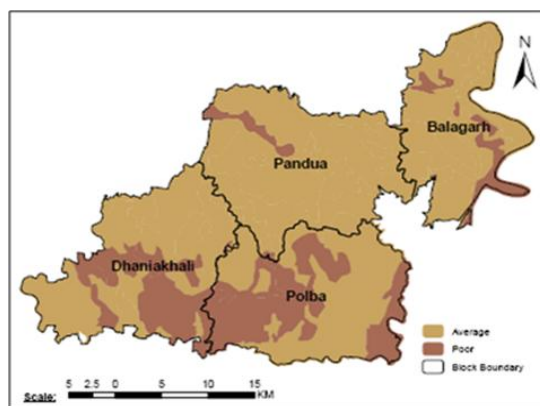 N
Balagarh
Pandua
Dhaniakhali
Polba
Average
Poor
Block Boundary
Scale:
5 2.5 0 5 10 15
KM